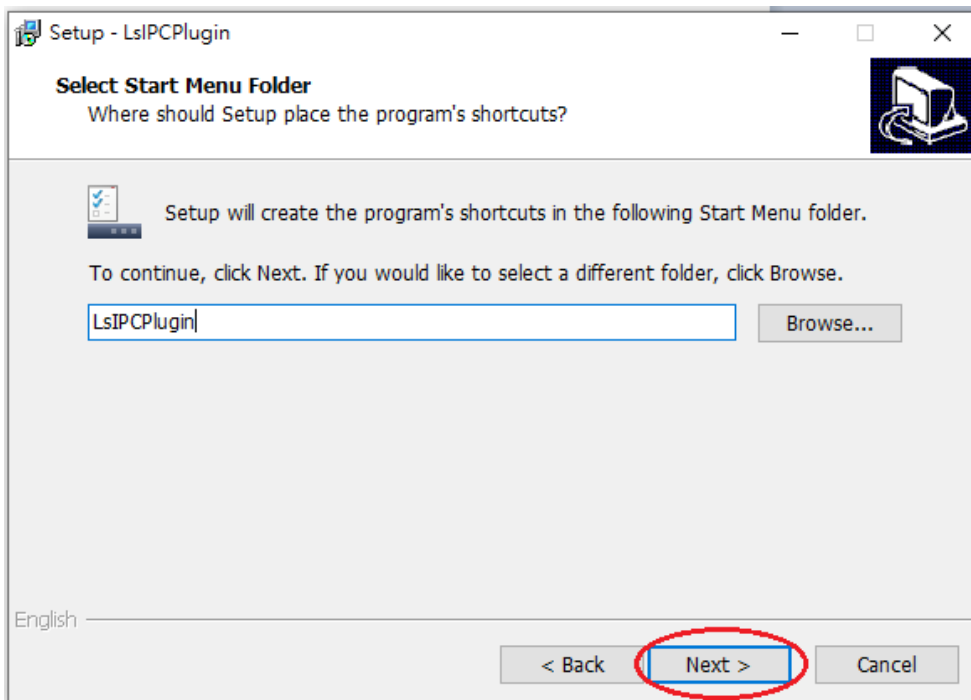 Setup - LsIPCPlugin
Select Start Menu Folder
Where should Setup place the program's shortcuts?
Setup will create the program's shortcuts in the following Start Menu folder.
To continue, click Next. If you would like to select a different folder, click Browse.
LsIPCPlugin
Browse...
English
< Back
Next >
Cancel